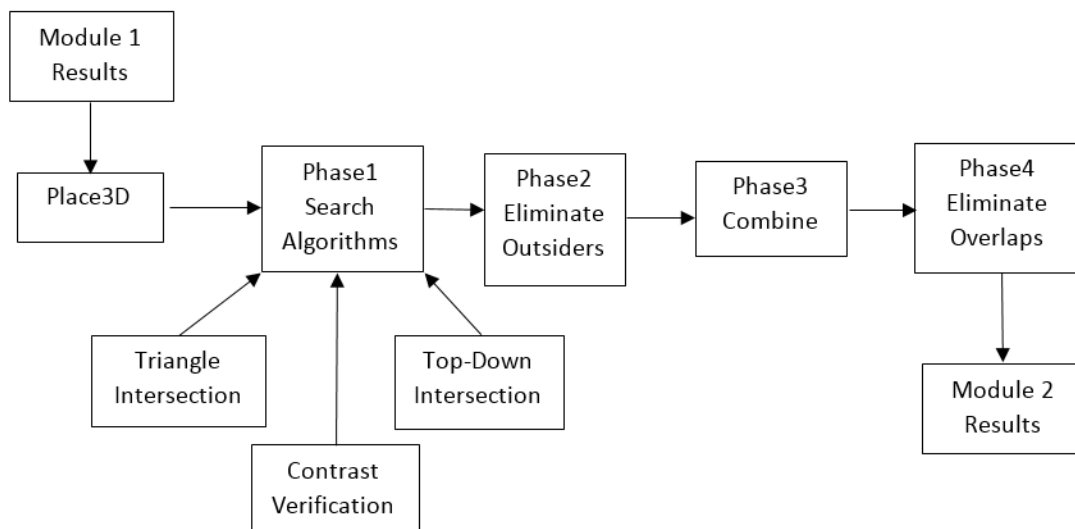 Module 1
Results
Place3D
Phase1
Search
Algorithms
Phase2
Eliminate
Outsiders
Phase3
Combine
Phase4
Eliminate
Overlaps
Triangle
Intersection
Top-Down
Intersection
Contrast
Verification
Module 2
Results